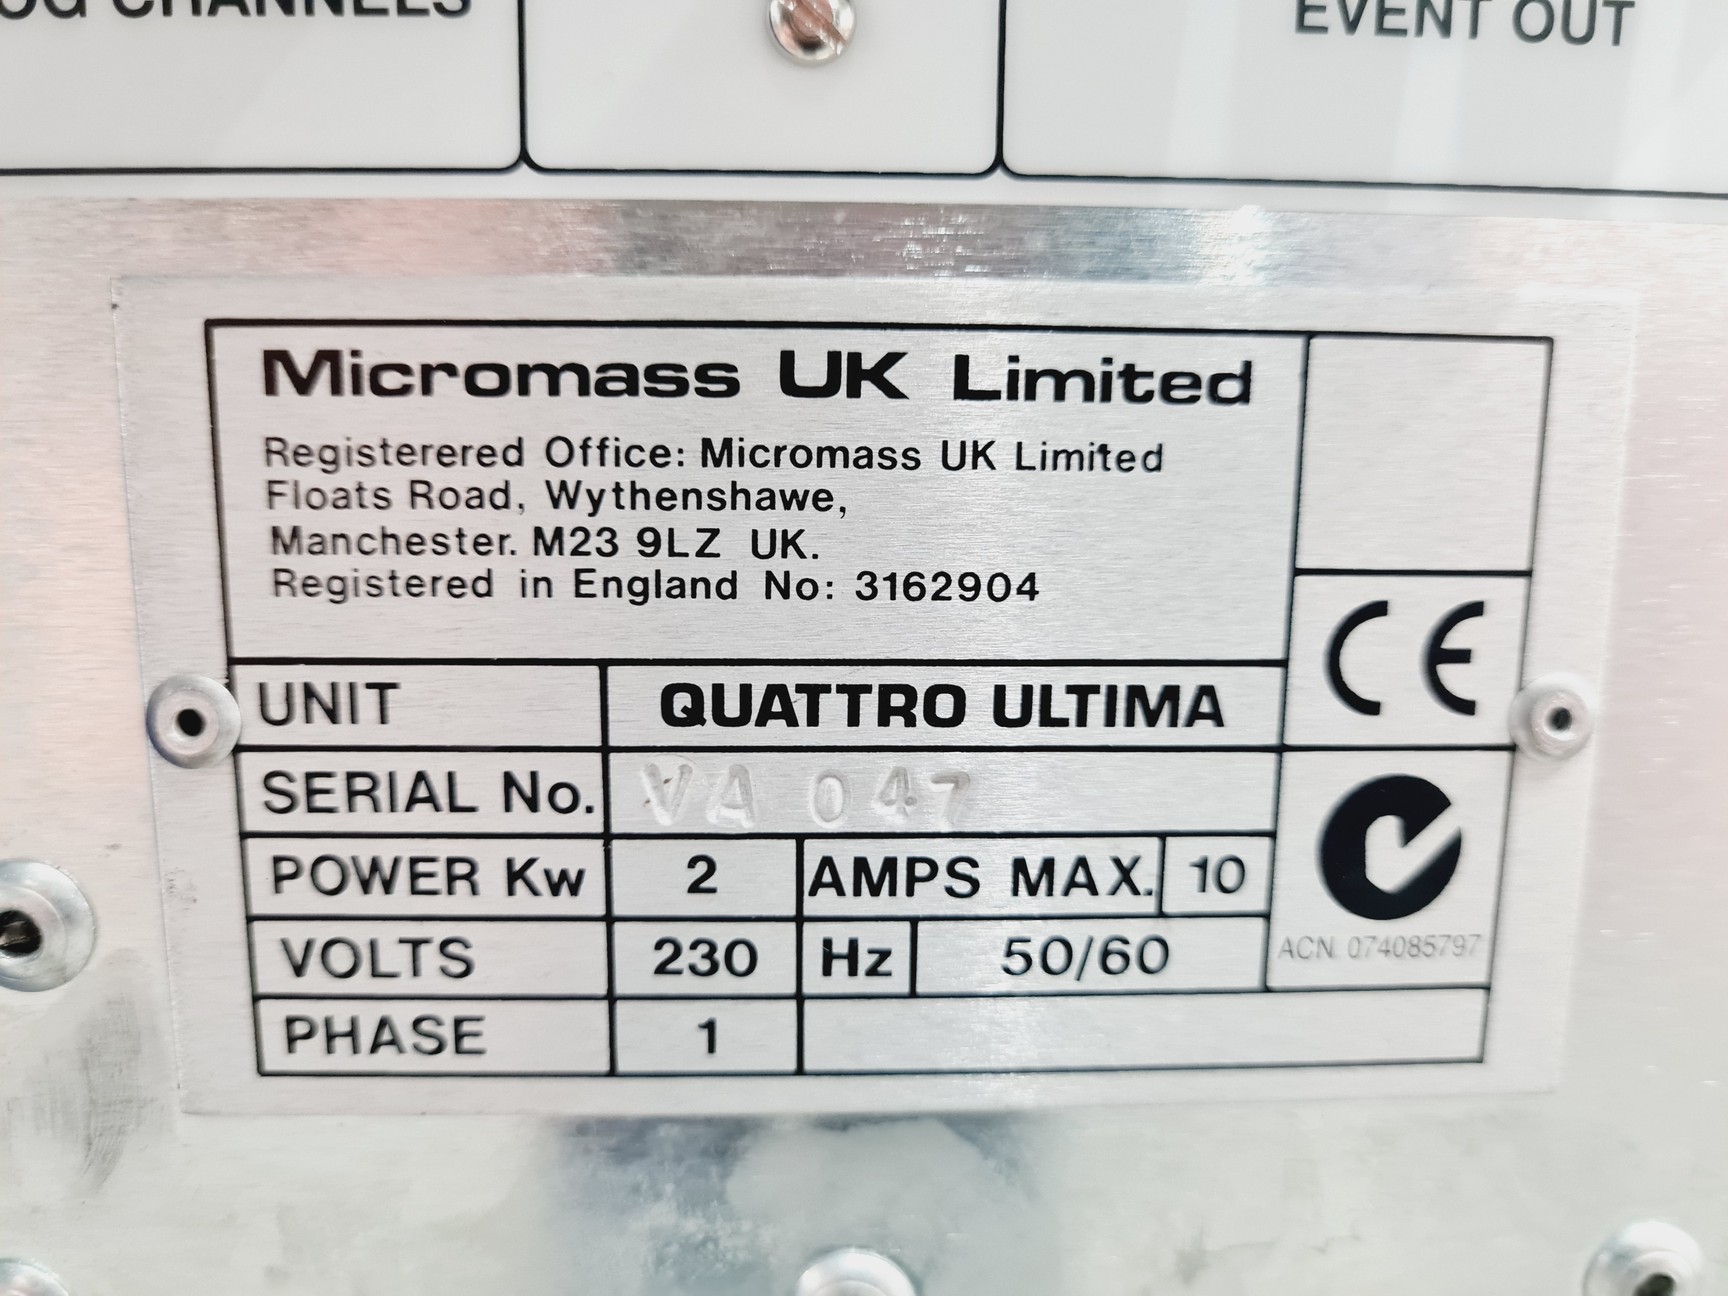 OG CHANNELS
EVENT OUT
Micromass UK Limited
Registerered Office: Micromass UK Limited
Floats Road, Wythenshawe,
Manchester. M23 9LZ UK.
Registered in England No: 3162904
CE
UNIT QUATTRO ULTIMA
SERIAL No. VA 047
POWER Kw 2 AMPS MAX. 10
VOLTS 230 Hz 50/60
ACN 074085797
PHASE 1